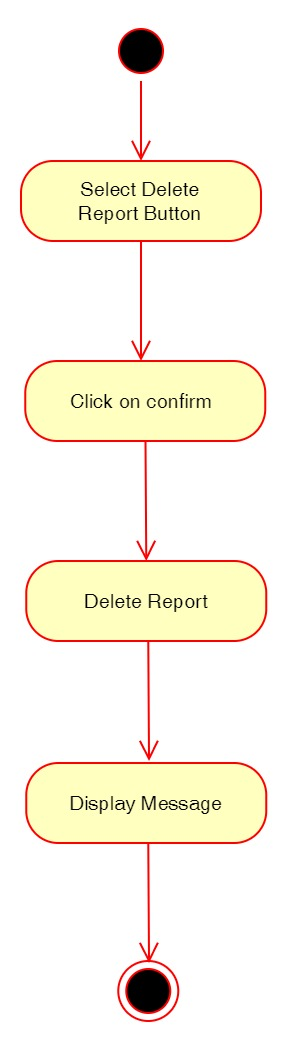 Select Delete
Report Button
Click on confirm
Delete Report
Display Message